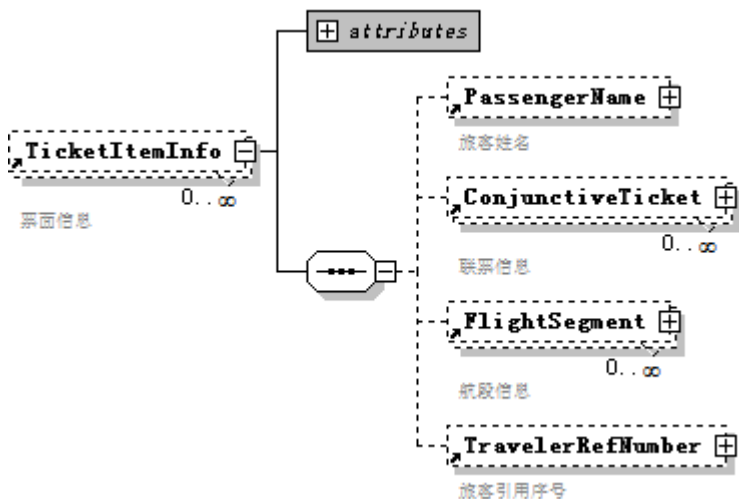 attributes
PassengerName
旅客姓名
TicketItemInfo
0..∞
票面信息
ConjunctiveTicket
0..∞
联票信息
FlightSegment
0..∞
航段信息
TravelerRefNumber
旅客引用序号